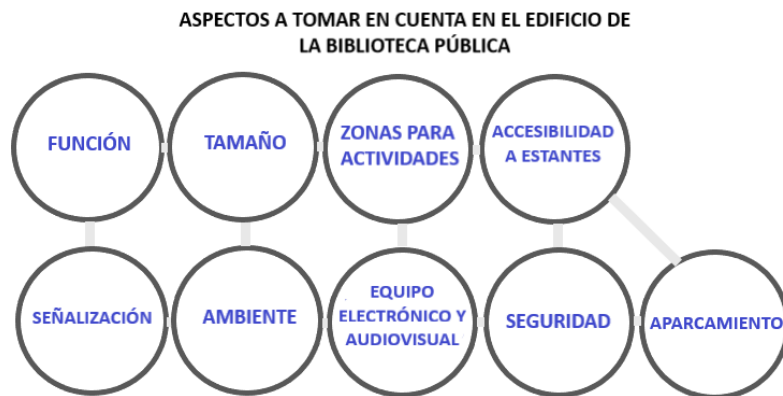 ASPECTOS A TOMAR EN CUENTA EN EL EDIFICIO DE
LA BIBLIOTECA PÚBLICA
FUNCIÓN
TAMAÑO
ZONAS PARA
ACTIVIDADES
ACCESIBILIDAD
A ESTANTES
SEÑALIZACIÓN
AMBIENTE
EQUIPO
ELECTRÓNICO Y
AUDIOVISUAL
SEGURIDAD
APARCAMIENTO